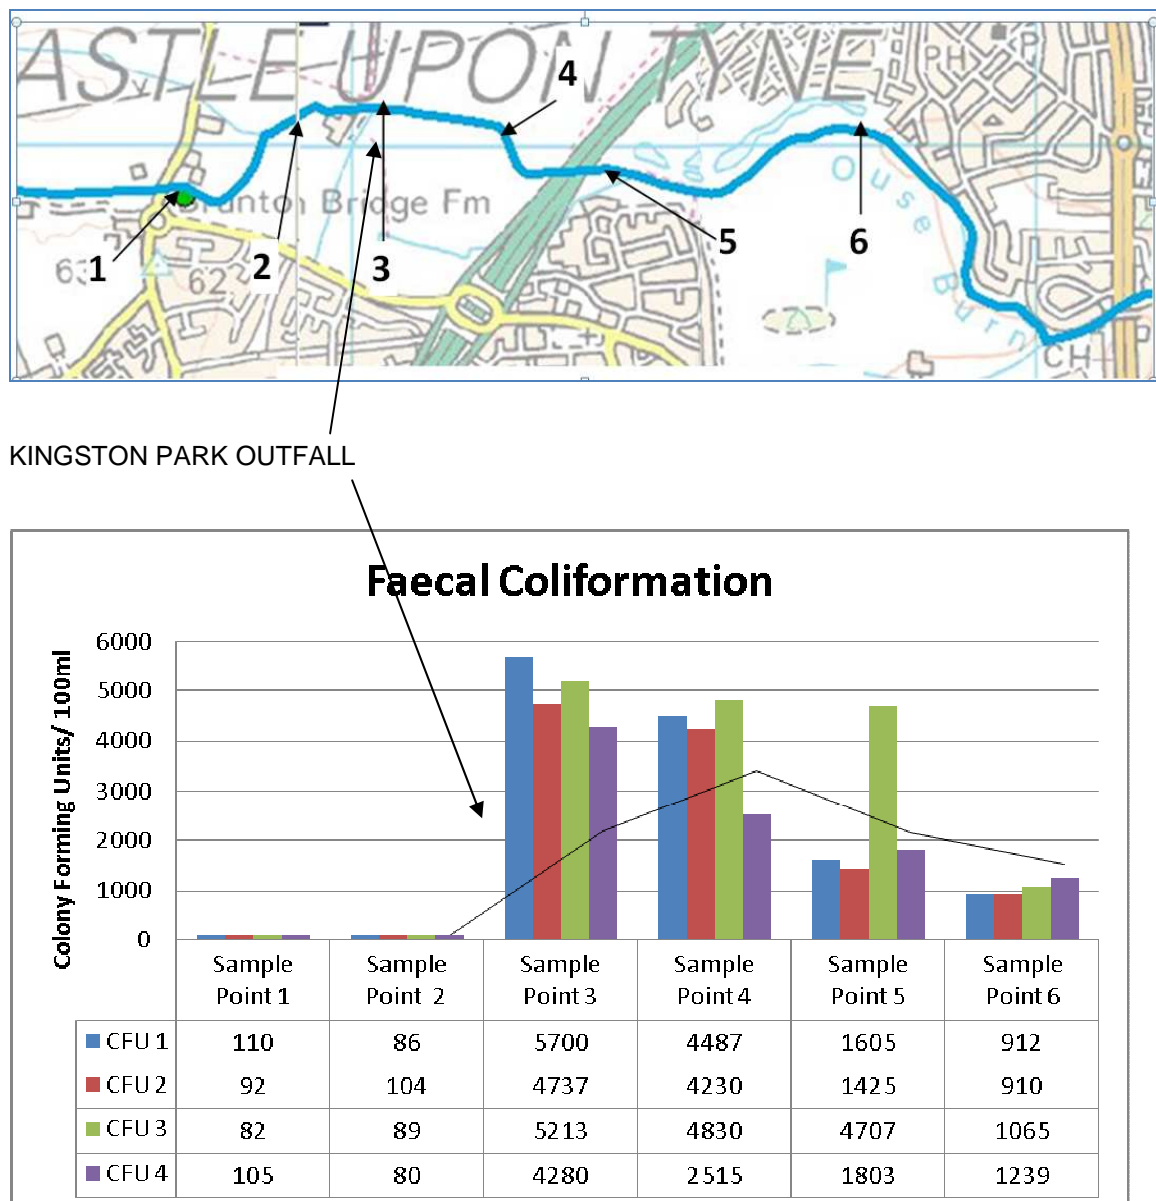 ASTLE UPON TYNE
PH
P
4
Brunton Bridge Fm
Ouse Burn
1
2
3
5
6
62
CH
KINGSTON PARK OUTFALL
Faecal Coliformation
Colony Forming Units/ 100ml
6000
5000
4000
3000
2000
1000
0
Sample Point 1 Sample Point 2 Sample Point 3 Sample Point 4 Sample Point 5 Sample Point 6
CFU 1 110 86 5700 4487 1605 912
CFU 2 92 104 4737 4230 1425 910
CFU 3 82 89 5213 4830 4707 1065
CFU 4 105 80 4280 2515 1803 1239